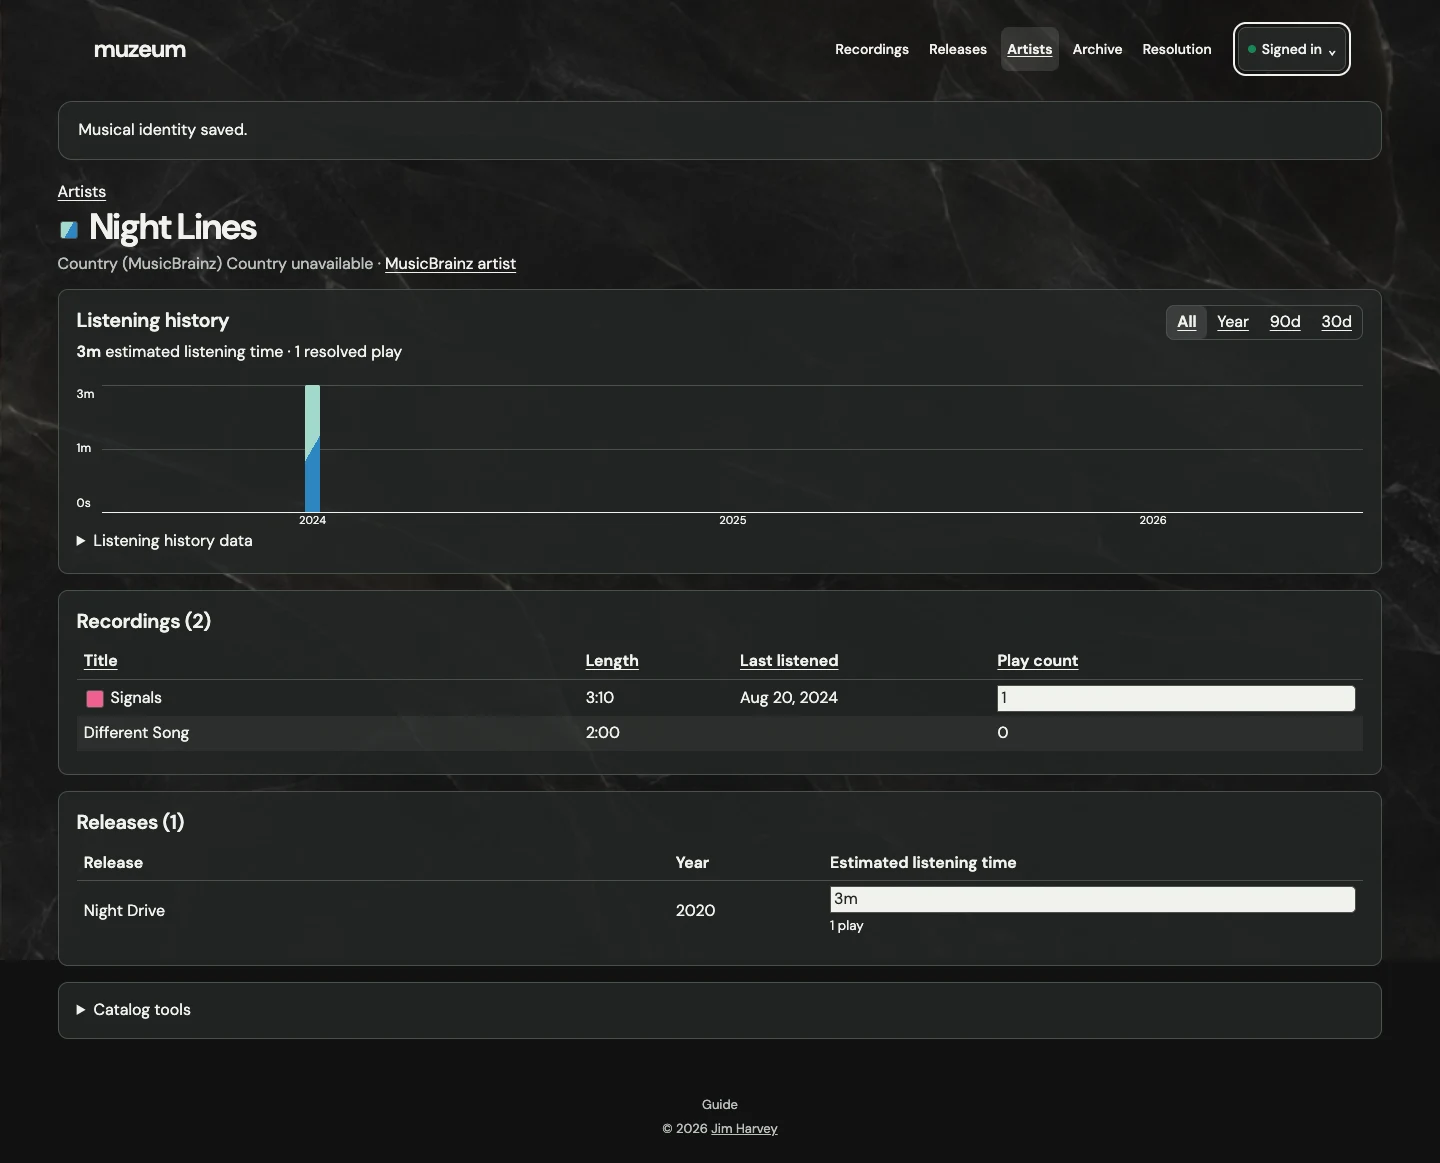 muzeum
Recordings Releases Artists Archive Resolution Signed in
Musical identity saved.
Artists
Night Lines
Country (MusicBrainz) Country unavailable · MusicBrainz artist
Listening history
All Year 90d 30d
3m estimated listening time · 1 resolved play
3m
1m
0s
2024 2025 2026
Listening history data
Recordings (2)
Title Length Last listened Play count
Signals 3:10 Aug 20, 2024 1
Different Song 2:00 0
Releases (1)
Release Year Estimated listening time
Night Drive 2020 3m
1 play
Catalog tools
Guide
© 2026 Jim Harvey